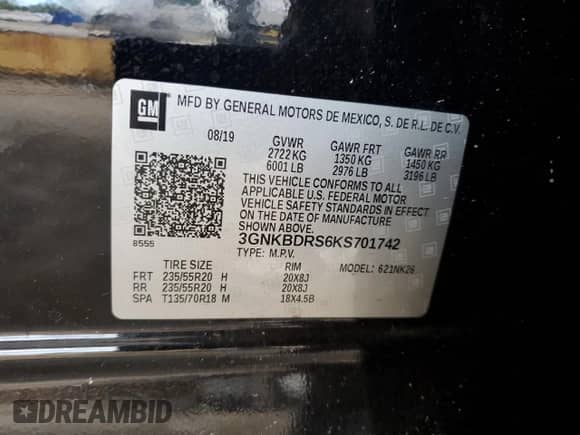 GM
MFD BY GENERAL MOTORS DE MEXICO, S. DE R.L. DE C.V.
08/19 GVWR GAWR FRT GAWR RR
2722 KG 1350 KG 1450 KG
6001 LB 2976 LB 3196 LB
THIS VEHICLE CONFORMS TO ALL
APPLICABLE U.S. FEDERAL MOTOR
VEHICLE SAFETY STANDARDS IN EFFECT
ON THE DATE OF MANUFACTURE
SHOWN ABOVE.
8555 3GNKBDRS6KS701742
TYPE: M.P.V. MODEL: 621NK26
TIRE SIZE RIM
FRT 235/55R20 H 20X8J
RR 235/55R20 H 20X8J
SPA T135/70R18 M 18X4.5B
DREAMBID